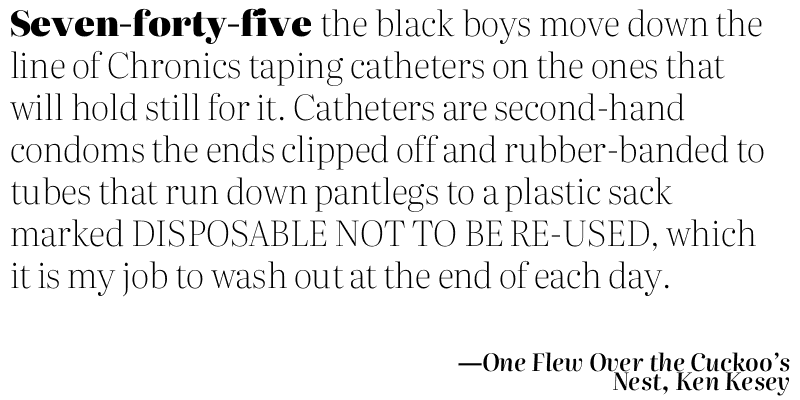 Seven-forty-five the black boys move down the
line of Chronics taping catheters on the ones that
will hold still for it. Catheters are second-hand
condoms the ends clipped off and rubber-banded to
tubes that run down pantlegs to a plastic sack
marked DISPOSABLE NOT TO BE RE-USED, which
it is my job to wash out at the end of each day.
—One Flew Over the Cuckoo’s
Nest, Ken Kesey